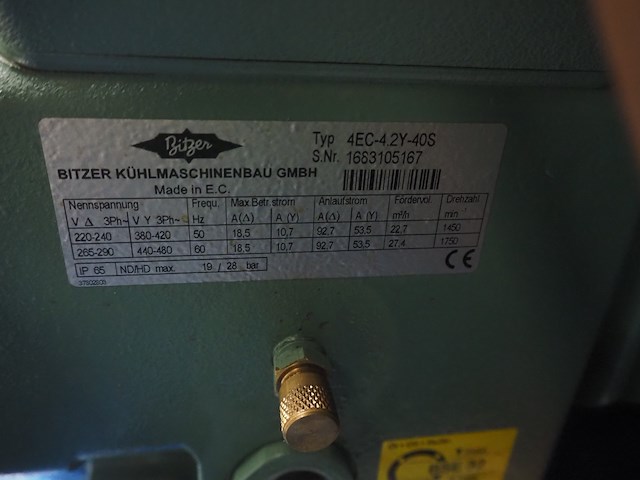 Bitzer
Typ 4EC-4.2Y-40S
S.Nr. 1663105167
BITZER KÜHLMASCHINENBAU GMBH
Made in E.C.
Nennspannung Frequ. Max.Betr.strom Anlaufstrom Fördervol. Drehzahl
V Δ 3Ph~ V Y 3Ph~ Hz A(Δ) A (Y) A(Δ) A (Y) m³/h min
220-240 380-420 50 18,5 10,7 92,7 53,5 22,7 1450
265-290 440-480 60 18,5 10,7 92,7 53,5 27,4 1750
IP 65 ND/HD max. 19 / 28 bar
CE